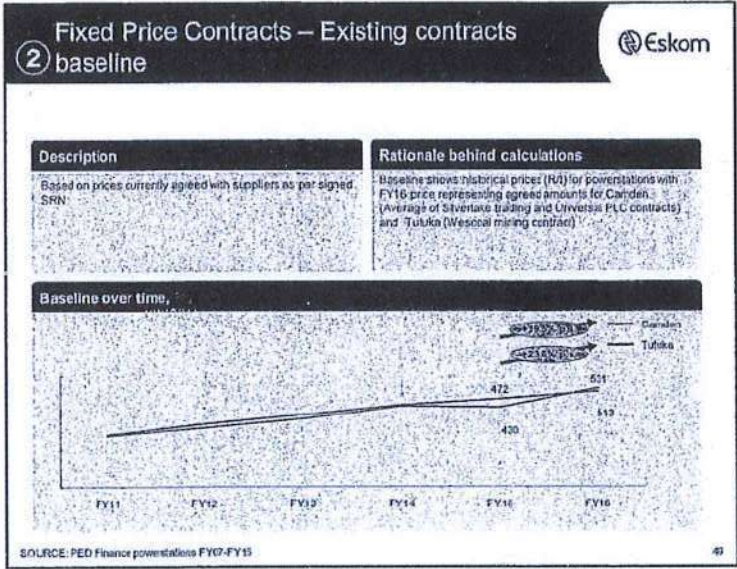 2
Fixed Price Contracts – Existing contracts
baseline
Eskom
Description
Based on prices currently agreed with suppliers as per signed
SRN
Rationale behind calculations
Baseline shows historical prices (R/t) for powerstations with
FY16 price representing agreed amounts for Camden
(Average of Silverlake trading and Universal PLC contracts)
and Tutuka (Wescoal mining contract)
Baseline over time,
Camden
Tutuka
472
430
FY11
FY12
FY13
FY14
FY15
FY16
SOURCE: PED Finance powerstations FY07-FY15